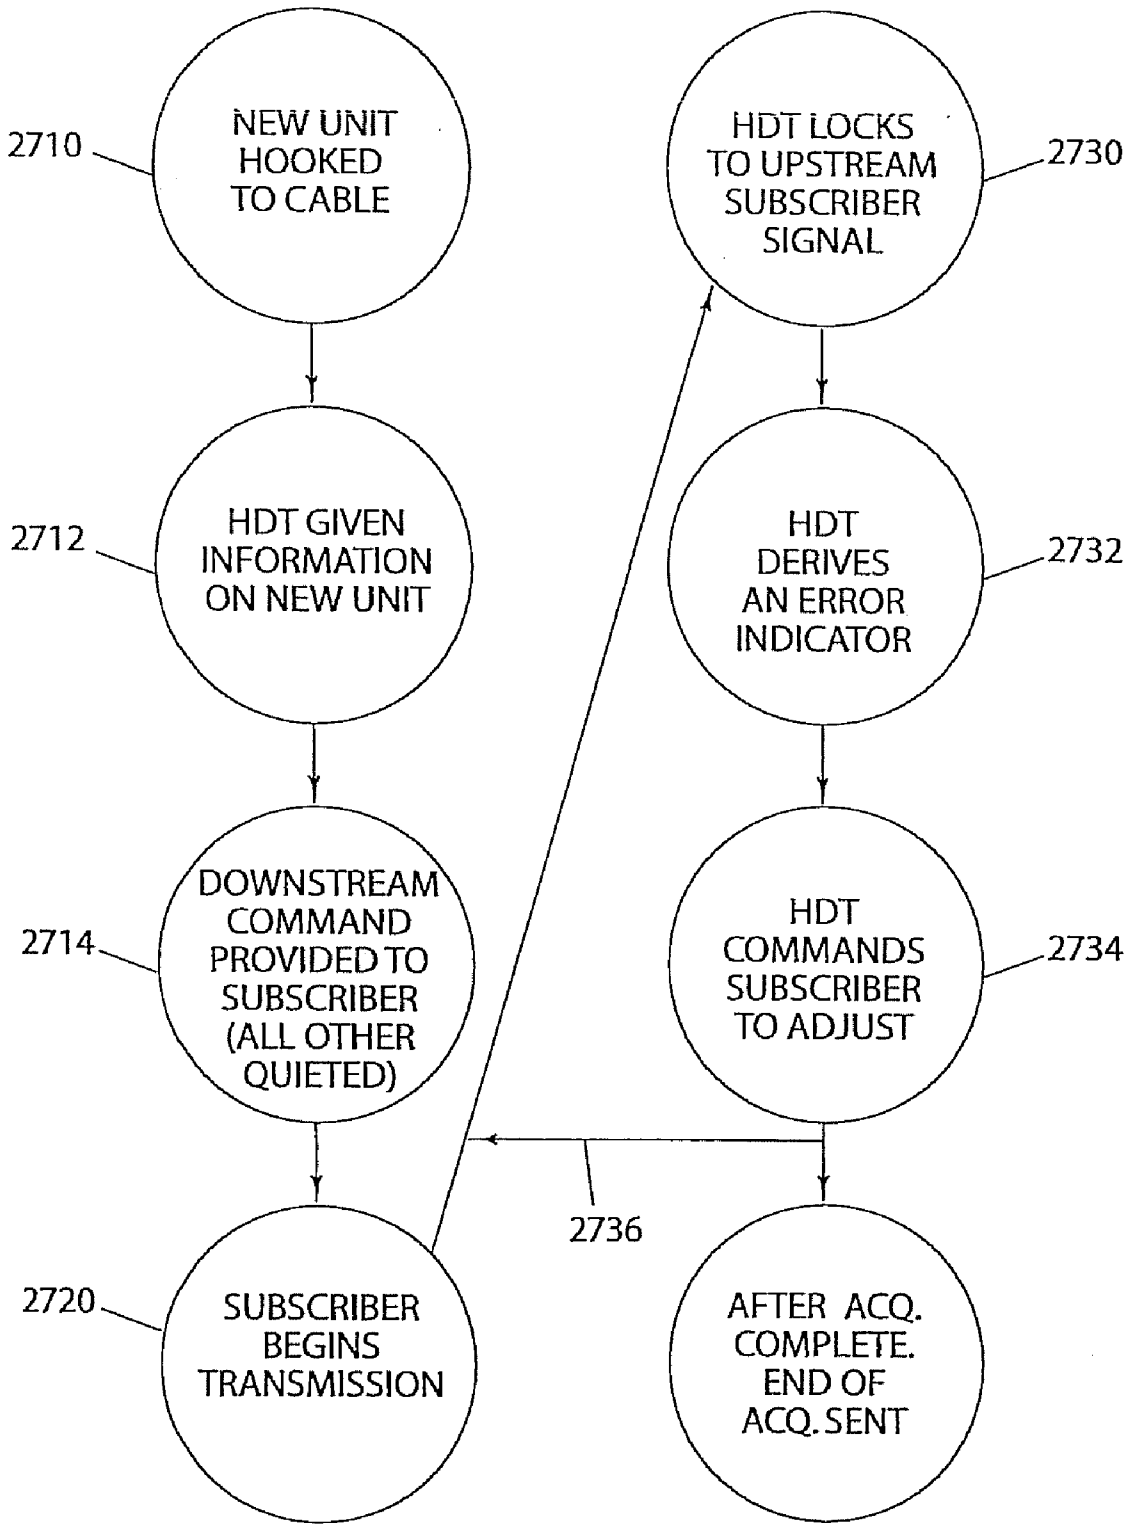 2710
NEW UNIT
HOOKED
TO CABLE
2712
HDT GIVEN
INFORMATION
ON NEW UNIT
2714
DOWNSTREAM
COMMAND
PROVIDED TO
SUBSCRIBER
(ALL OTHER
QUIETED)
2720
SUBSCRIBER
BEGINS
TRANSMISSION
HDT LOCKS
TO UPSTREAM
SUBSCRIBER
SIGNAL
2730
HDT
DERIVES
AN ERROR
INDICATOR
2732
HDT
COMMANDS
SUBSCRIBER
TO ADJUST
2734
2736
AFTER ACQ.
COMPLETE.
END OF
ACQ. SENT